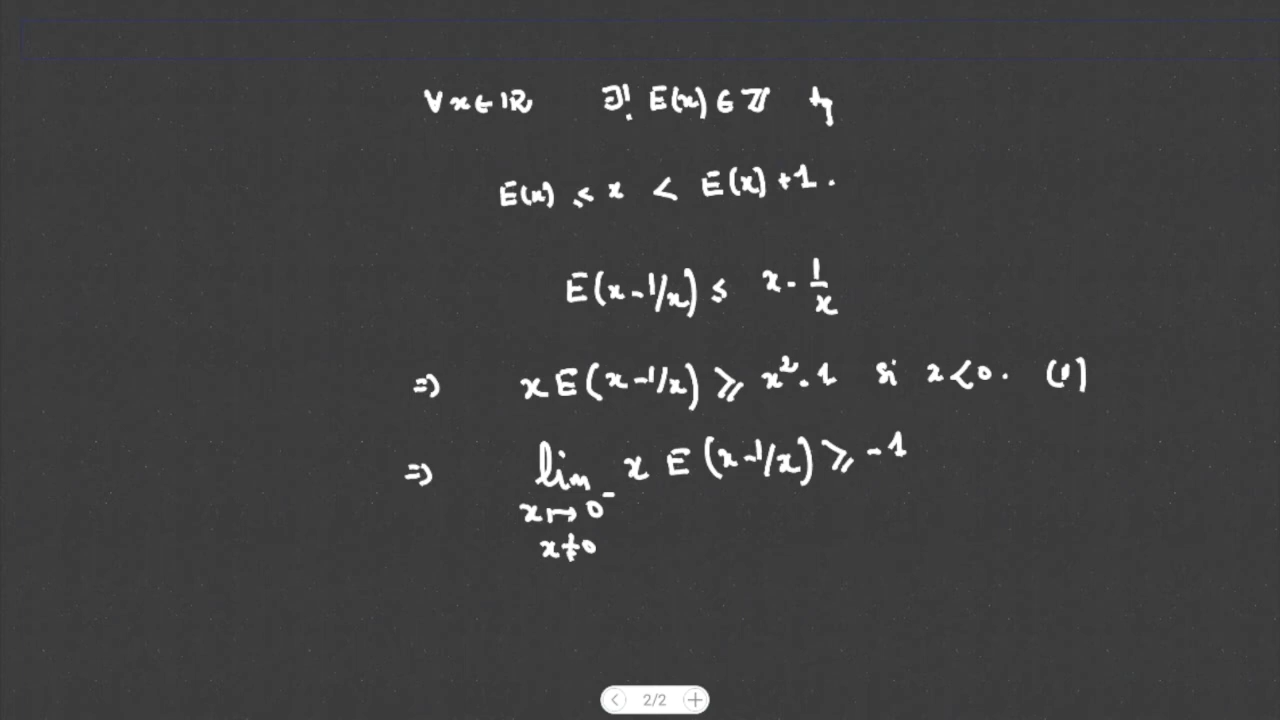 ∀ x ∈ ℝ ∃! E(x) ∈ ℤ tq
E(x) ≤ x < E(x) + 1.
E(x - 1/x) ≤ x - 1/x
=> x E(x - 1/x) ≥ x² - 1 si x < 0. (1)
=> lim x E(x - 1/x) ≥ -1
x ↦ 0⁻
x ≠ 0
2/2